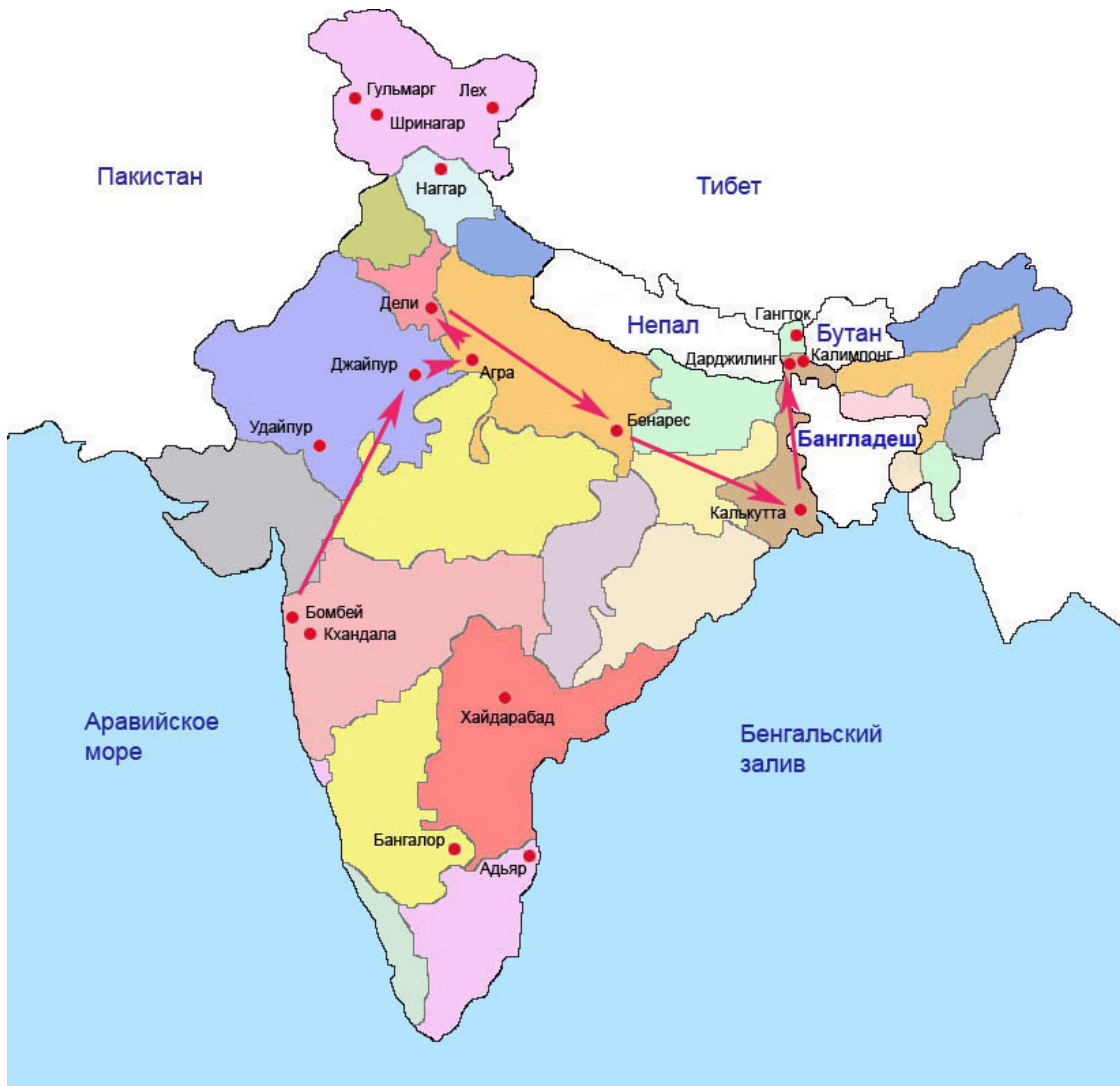 Гульмарг
Лех
Шринагар
Пакистан
Наггар
Тибет
Дели
Гангток
Непал
Бутан
Дарджилинг
Калимпонг
Джайпур
Агра
Удайпур
Бенарес
Бангладеш
Калькутта
Бомбей
Кхандала
Хайдарабад
Аравийское
море
Бенгальский
залив
Бангалор
Адьяр